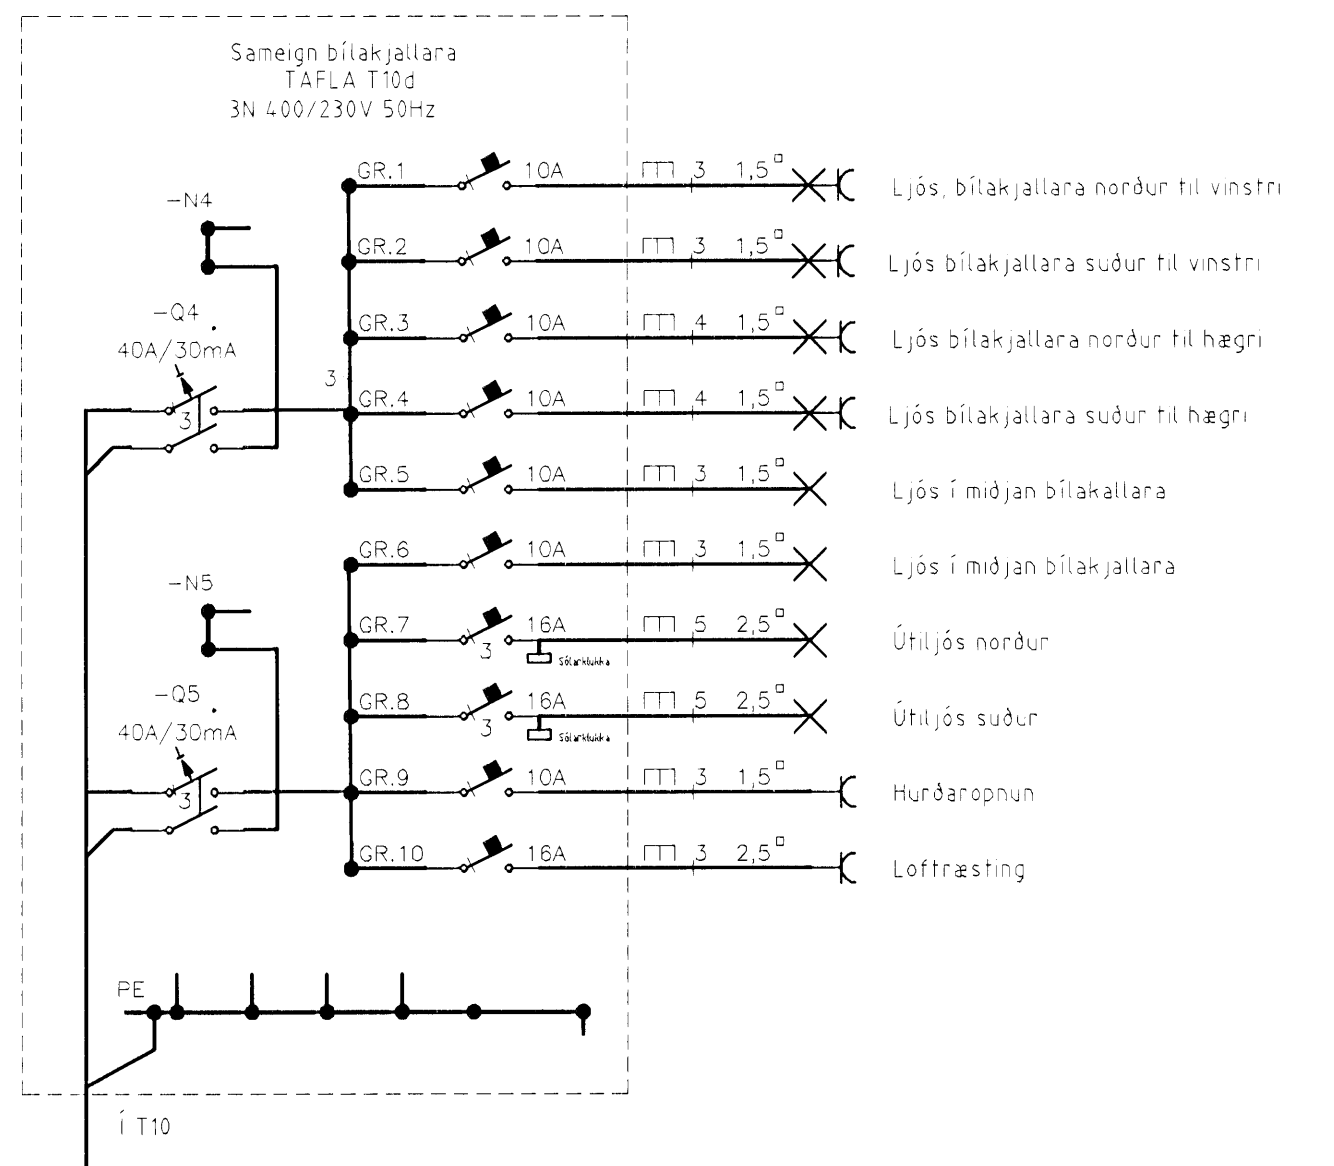 Sameign bílakjallara
TAFLA T10d
3N 400/230V 50Hz
GR.1 10A 3 1,5 Ljós, bílakjallara norður til vinstri
-N4
GR.2 10A 3 1,5 Ljós bílakjallara suður til vinstri
-Q4
40A/30mA
GR.3 10A 4 1,5 Ljós bílakjallara norður til hægri
3
GR.4 10A 4 1,5 Ljós bílakjallara suður til hægri
3
GR.5 10A 3 1,5 Ljós í miðjan bílakallara
GR.6 10A 3 1,5 Ljós í miðjan bílakjallara
-N5
GR.7 3 16A 5 2,5 Útiljós norður
Sólarklukka
-Q5
40A/30mA
GR.8 3 16A 5 2,5 Útiljós suður
Sólarklukka
3
GR.9 10A 3 1,5 Hurðaropnun
GR.10 16A 3 2,5 Loftræsting
PE
Í T10